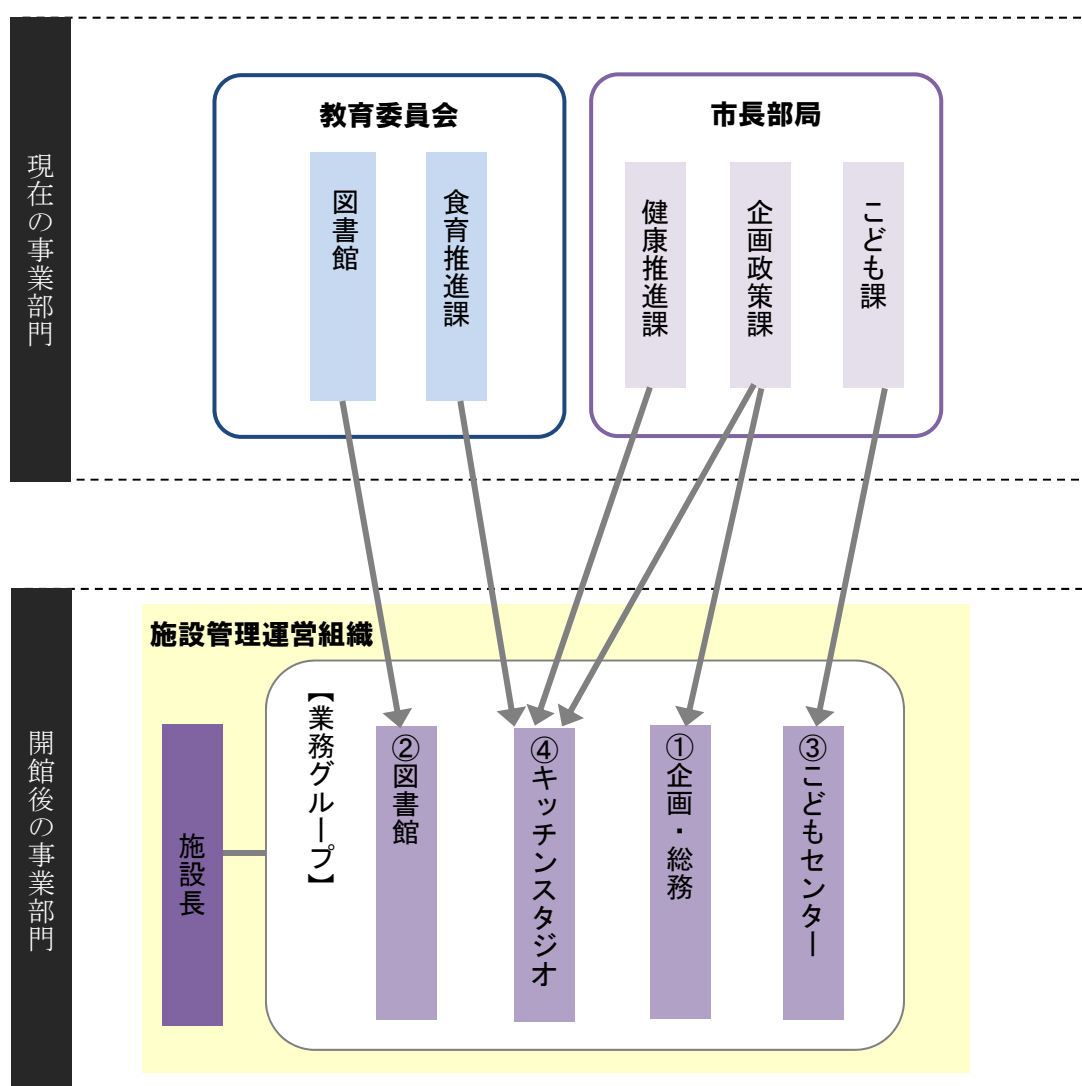 現在の事業部門
教育委員会
図書館
食育推進課
市長部局
健康推進課
企画政策課
こども課
開館後の事業部門
施設管理運営組織
施設長
【業務グループ】
②図書館
④キッチンスタジオ
①企画・総務
③こどもセンター